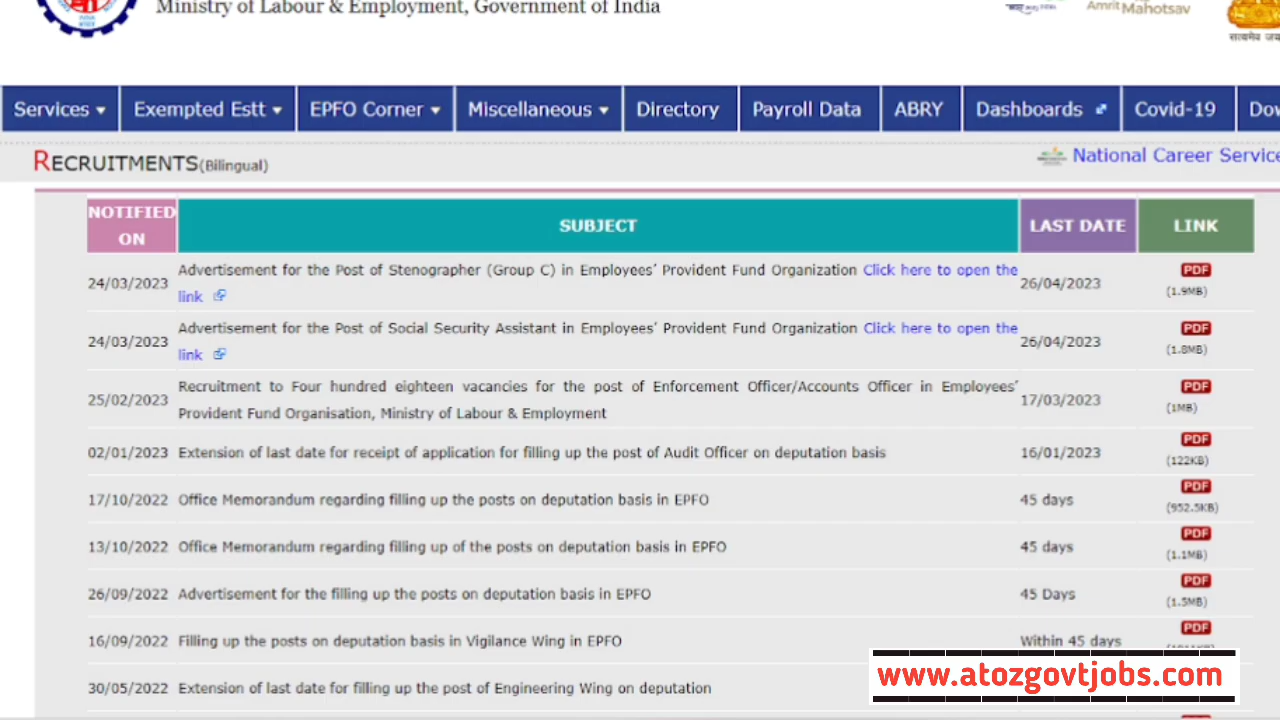 Ministry of Labour & Employment, Government of India
Amrit Mahotsav
Services
Exempted Estt
EPFO Corner
Miscellaneous
Directory
Payroll Data
ABRY
Dashboards
Covid-19
RECRUITMENTS(Bilingual)
National Career Service
NOTIFIED ON
SUBJECT
LAST DATE
LINK
24/03/2023
Advertisement for the Post of Stenographer (Group C) in Employees' Provident Fund Organization Click here to open the
link
26/04/2023
PDF
(1.9MB)
24/03/2023
Advertisement for the Post of Social Security Assistant in Employees' Provident Fund Organization Click here to open the
link
26/04/2023
PDF
(1.8MB)
25/02/2023
Recruitment to Four hundred eighteen vacancies for the post of Enforcement Officer/Accounts Officer in Employees'
Provident Fund Organisation, Ministry of Labour & Employment
17/03/2023
PDF
(1MB)
02/01/2023 Extension of last date for receipt of application for filling up the post of Audit Officer on deputation basis 16/01/2023
PDF
(122KB)
17/10/2022 Office Memorandum regarding filling up the posts on deputation basis in EPFO 45 days
PDF
(952.5KB)
13/10/2022 Office Memorandum regarding filling up of the posts on deputation basis in EPFO 45 days
PDF
(1.1MB)
26/09/2022 Advertisement for the filling up the posts on deputation basis in EPFO 45 Days
PDF
(1.5MB)
16/09/2022 Filling up the posts on deputation basis in Vigilance Wing in EPFO Within 45 days
PDF
30/05/2022 Extension of last date for filling up the post of Engineering Wing on deputation
www.atozgovtjobs.com